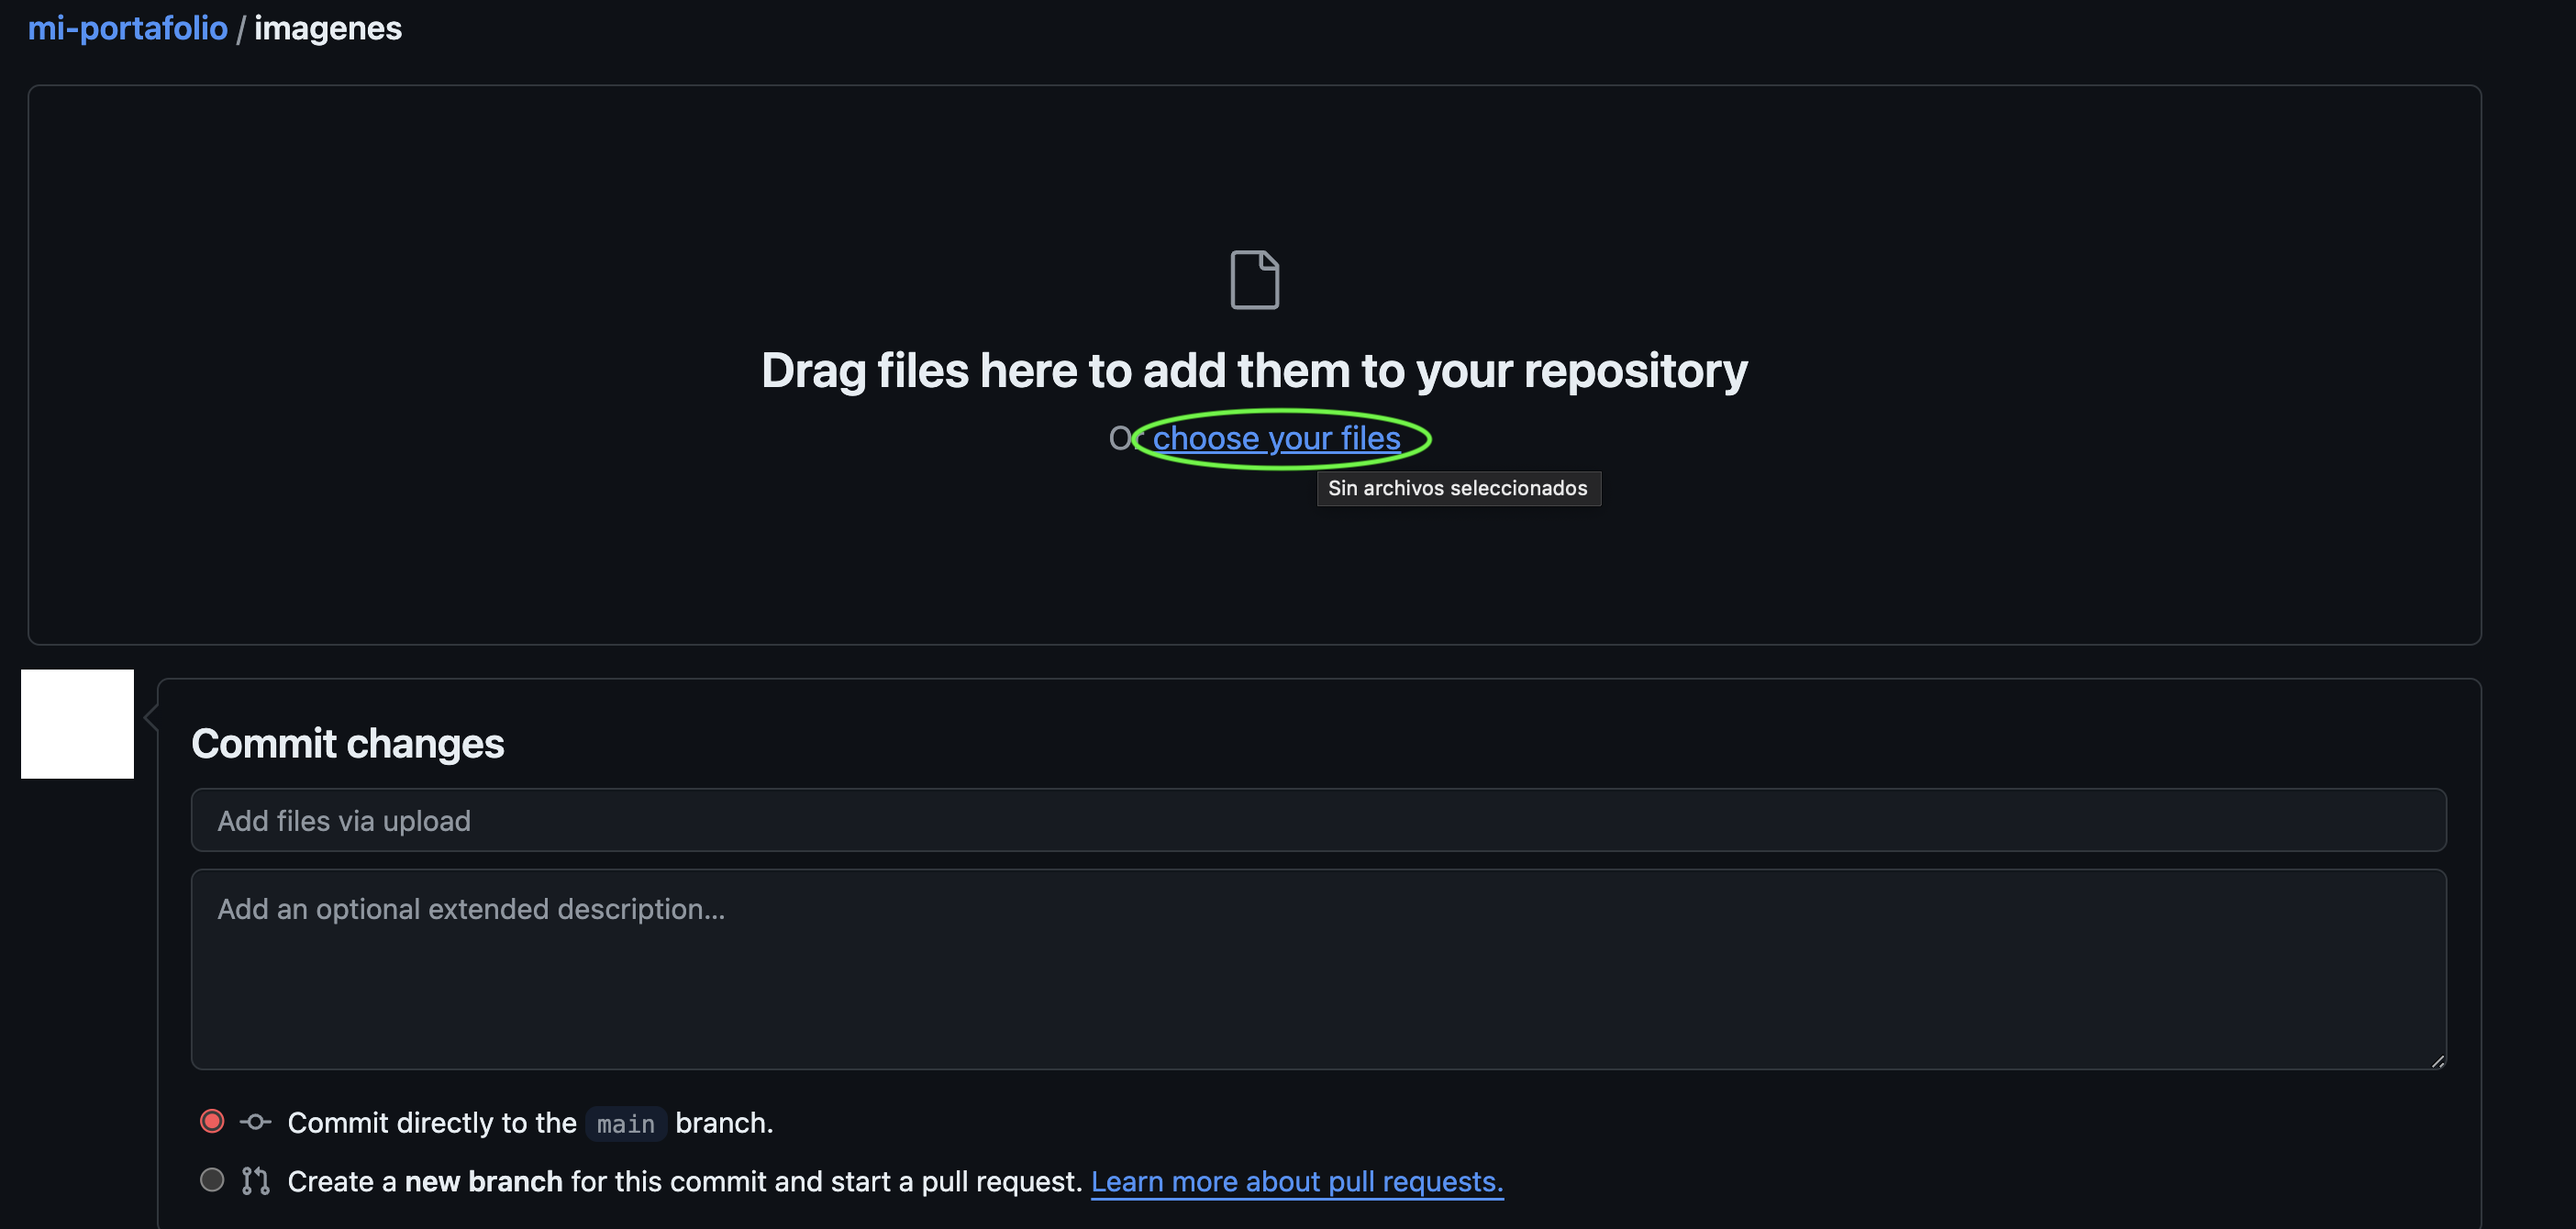 mi-portafolio / imagenes
Drag files here to add them to your repository
Or choose your files
Sin archivos seleccionados
Commit changes
Add files via upload
Add an optional extended description...
Commit directly to the main branch.
Create a new branch for this commit and start a pull request. Learn more about pull requests.